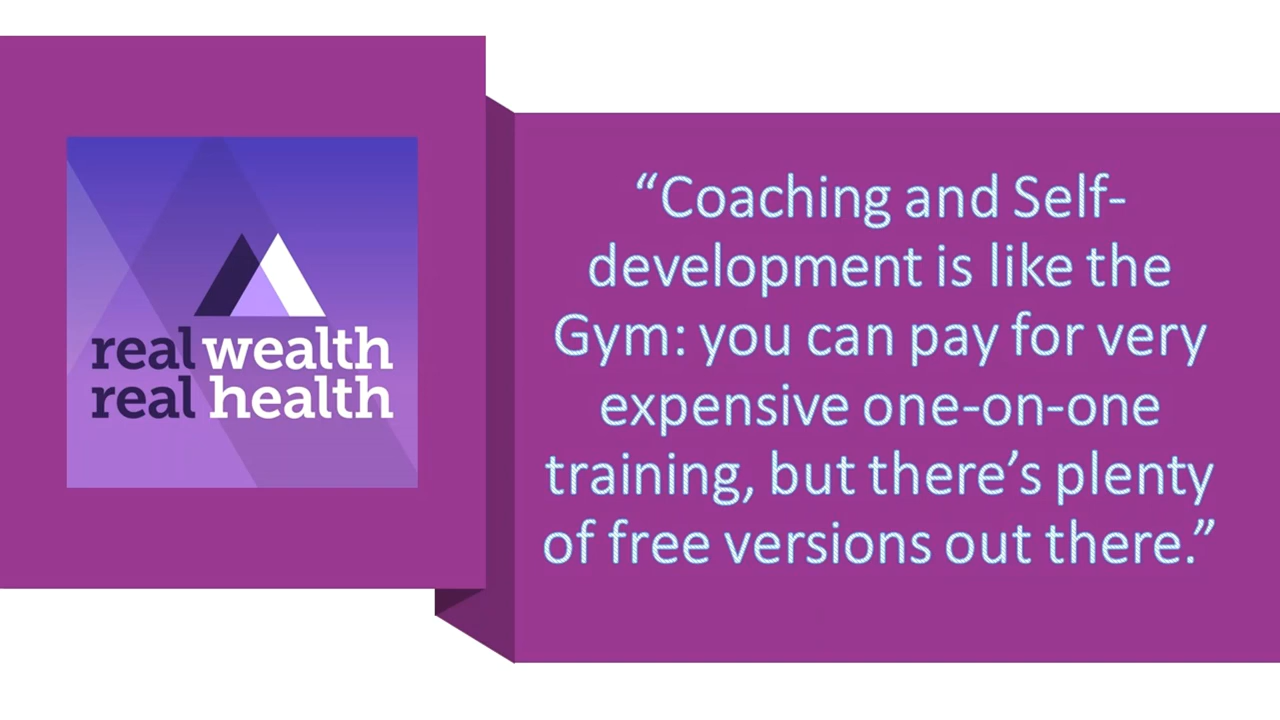 real wealth
real health
“Coaching and Self-
development is like the
Gym: you can pay for very
expensive one-on-one
training, but there’s plenty
of free versions out there.”